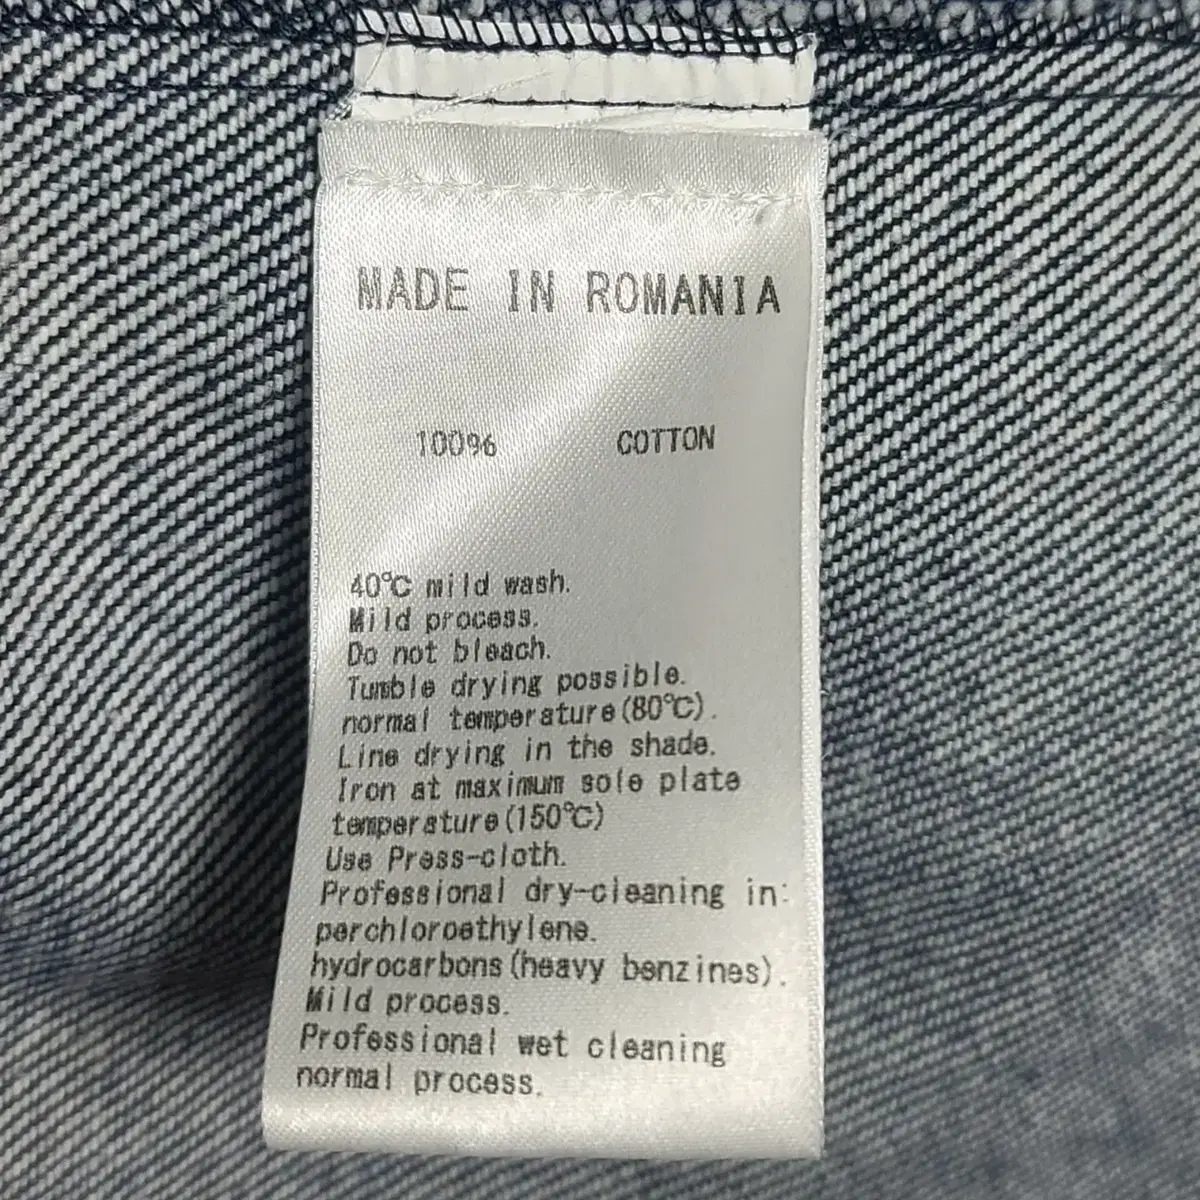 MADE IN ROMANIA
100% COTTON
40℃ mild wash.
Mild process.
Do not bleach.
Tumble drying possible.
normal temperature(80℃).
Line drying in the shade.
Iron at maximum sole plate
temperature(150℃)
Use Press-cloth.
Professional dry-cleaning in:
perchloroethylene.
hydrocarbons(heavy benzines).
Mild process.
Professional wet cleaning
normal process.